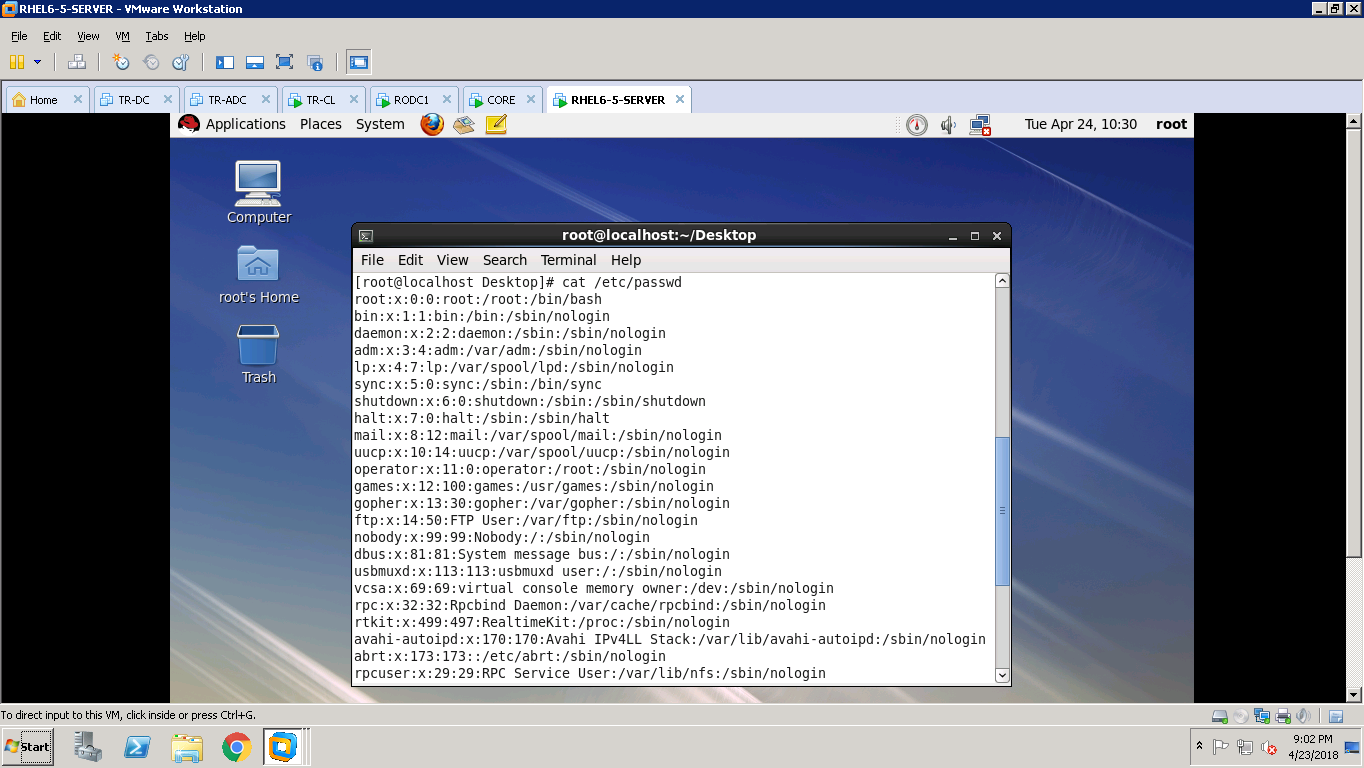 RHEL6-5-SERVER - VMware Workstation
File Edit View VM Tabs Help
Home TR-DC TR-ADC TR-CL RODC1 CORE RHEL6-5-SERVER
Applications Places System Tue Apr 24, 10:30 root
Computer
root's Home
Trash
root@localhost:~/Desktop
File Edit View Search Terminal Help
[root@localhost Desktop]# cat /etc/passwd
root:x:0:0:root:/root:/bin/bash
bin:x:1:1:bin:/bin:/sbin/nologin
daemon:x:2:2:daemon:/sbin:/sbin/nologin
adm:x:3:4:adm:/var/adm:/sbin/nologin
lp:x:4:7:lp:/var/spool/lpd:/sbin/nologin
sync:x:5:0:sync:/sbin:/bin/sync
shutdown:x:6:0:shutdown:/sbin:/sbin/shutdown
halt:x:7:0:halt:/sbin:/sbin/halt
mail:x:8:12:mail:/var/spool/mail:/sbin/nologin
uucp:x:10:14:uucp:/var/spool/uucp:/sbin/nologin
operator:x:11:0:operator:/root:/sbin/nologin
games:x:12:100:games:/usr/games:/sbin/nologin
gopher:x:13:30:gopher:/var/gopher:/sbin/nologin
ftp:x:14:50:FTP User:/var/ftp:/sbin/nologin
nobody:x:99:99:Nobody:/:/sbin/nologin
dbus:x:81:81:System message bus:/:/sbin/nologin
usbmuxd:x:113:113:usbmuxd user:/:/sbin/nologin
vcsa:x:69:69:virtual console memory owner:/dev:/sbin/nologin
rpc:x:32:32:Rpcbind Daemon:/var/cache/rpcbind:/sbin/nologin
rtkit:x:499:497:RealtimeKit:/proc:/sbin/nologin
avahi-autoipd:x:170:170:Avahi IPv4LL Stack:/var/lib/avahi-autoipd:/sbin/nologin
abrt:x:173:173::/etc/abrt:/sbin/nologin
rpcuser:x:29:29:RPC Service User:/var/lib/nfs:/sbin/nologin
To direct input to this VM, click inside or press Ctrl+G.
Start 9:02 PM
4/23/2018